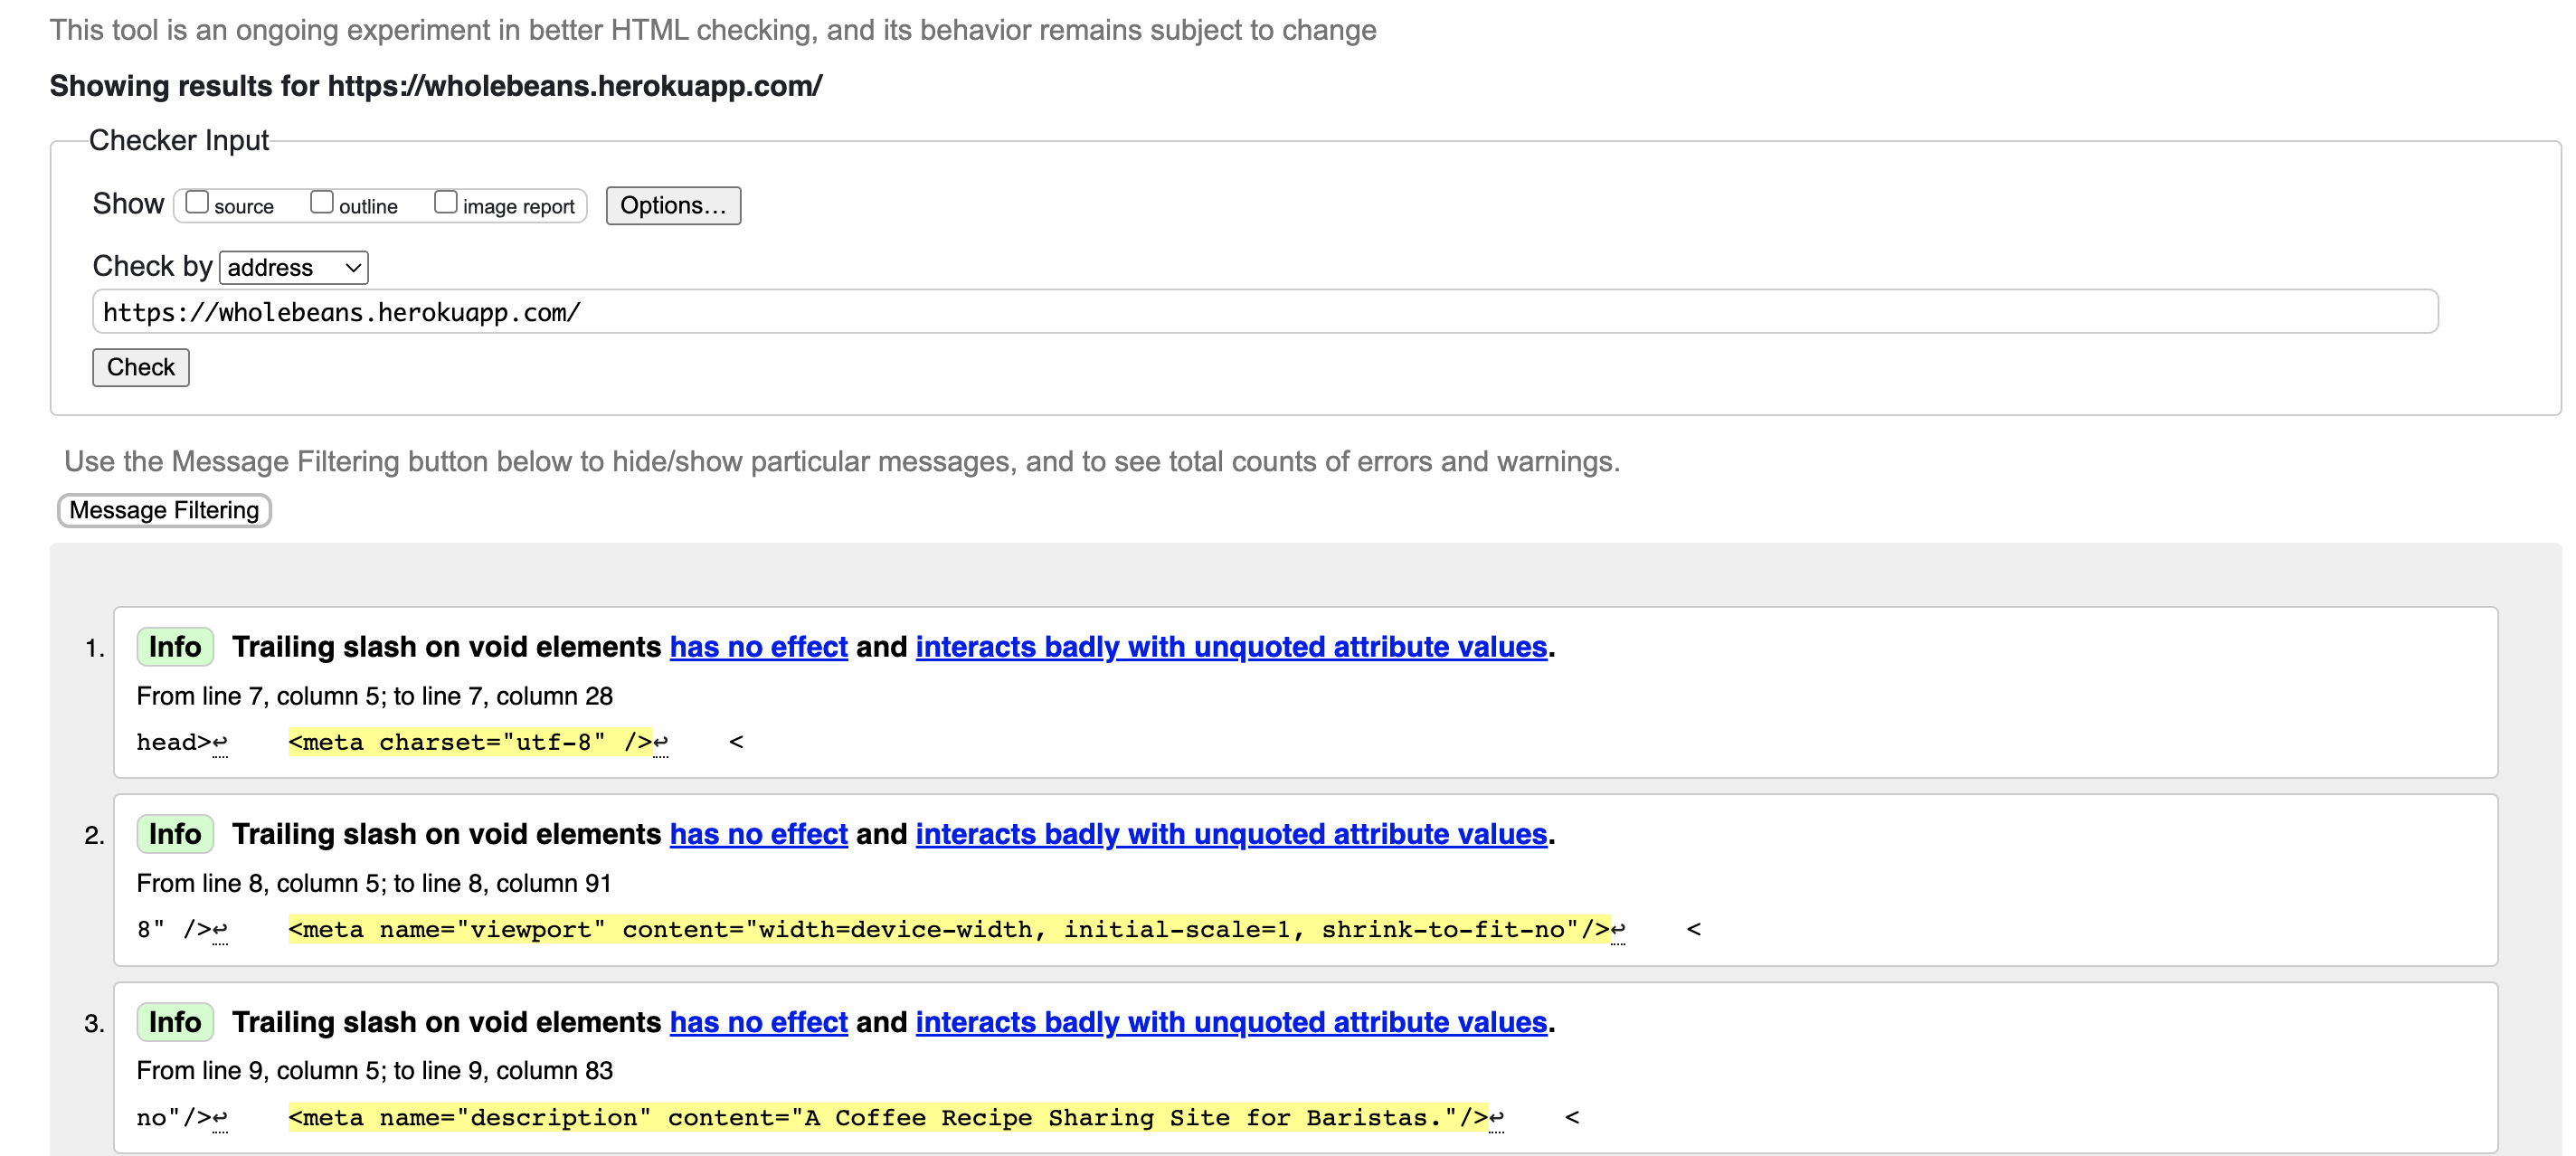 This tool is an ongoing experiment in better HTML checking, and its behavior remains subject to change
Showing results for https://wholebeans.herokuapp.com/
Checker Input
Show source outline image report Options...
Check by address
https://wholebeans.herokuapp.com/
Check
Use the Message Filtering button below to hide/show particular messages, and to see total counts of errors and warnings.
Message Filtering
1. Info Trailing slash on void elements has no effect and interacts badly with unquoted attribute values.
From line 7, column 5; to line 7, column 28
head>↩ <meta charset="utf-8" />↩ <
2. Info Trailing slash on void elements has no effect and interacts badly with unquoted attribute values.
From line 8, column 5; to line 8, column 91
8" />↩ <meta name="viewport" content="width=device-width, initial-scale=1, shrink-to-fit-no"/>↩ <
3. Info Trailing slash on void elements has no effect and interacts badly with unquoted attribute values.
From line 9, column 5; to line 9, column 83
no"/>↩ <meta name="description" content="A Coffee Recipe Sharing Site for Baristas."/>↩ <